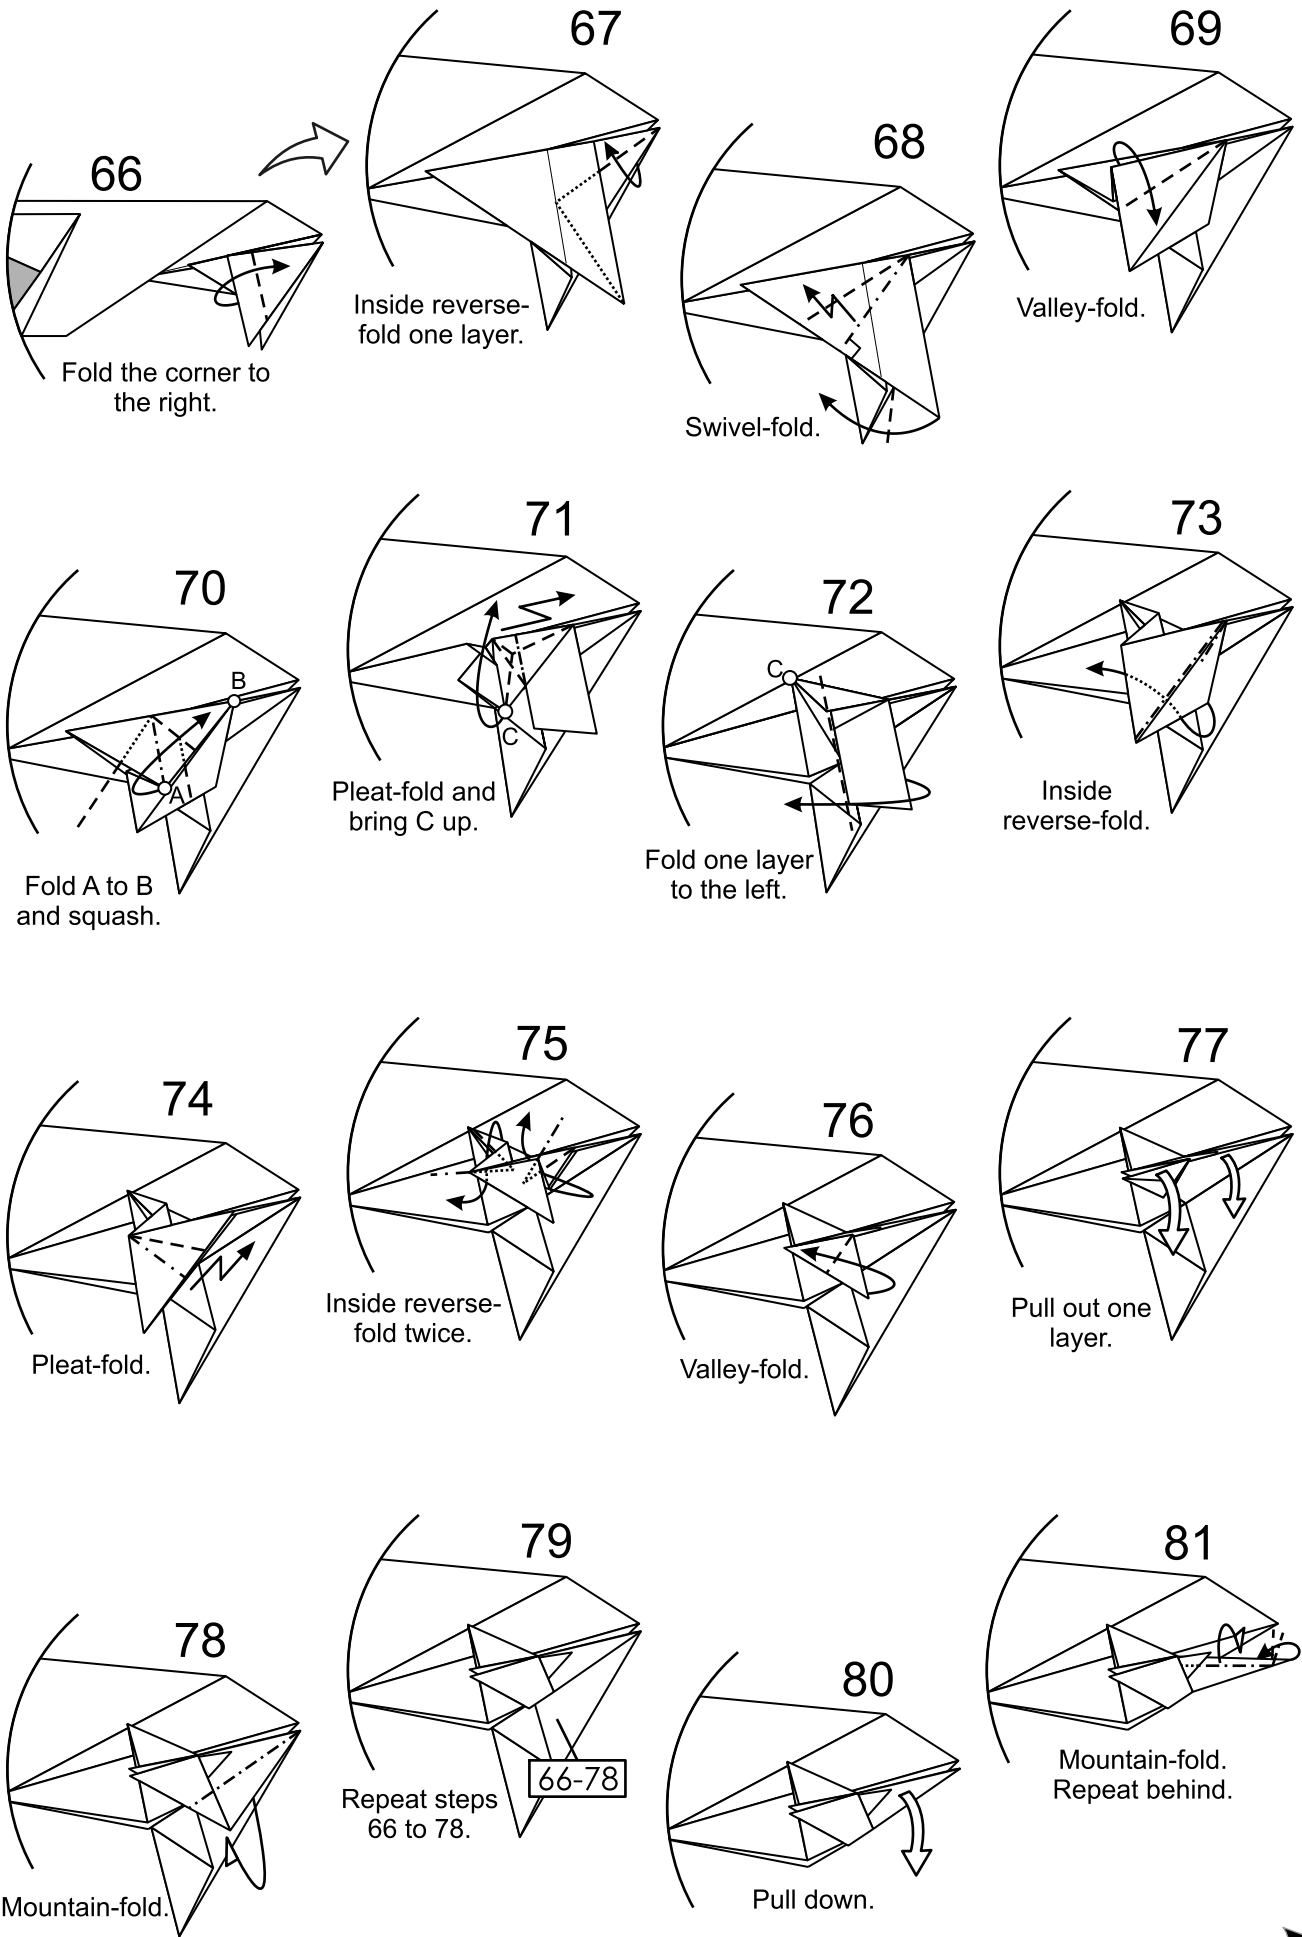 66
Fold the corner to
the right.
67
Inside reverse-
fold one layer.
68
Swivel-fold.
69
Valley-fold.
70
B
A
Fold A to B
and squash.
71
C
Pleat-fold and
bring C up.
72
C
Fold one layer
to the left.
73
Inside
reverse-fold.
74
Pleat-fold.
75
Inside reverse-
fold twice.
76
Valley-fold.
77
Pull out one
layer.
78
Mountain-fold.
79
66-78
Repeat steps
66 to 78.
80
Pull down.
81
Mountain-fold.
Repeat behind.